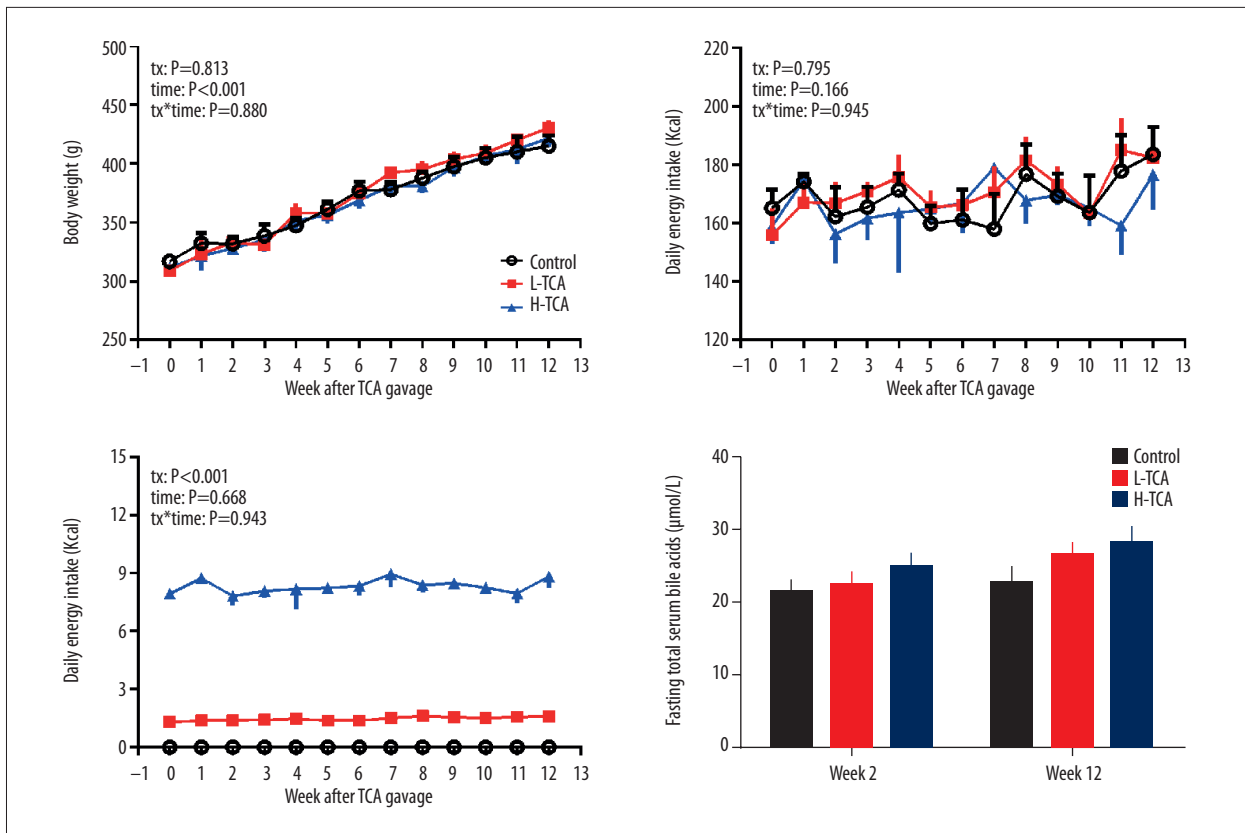 500
450
400
350
300
250
Body weight (g)
tx: P=0.813
time: P<0.001
tx*time: P=0.880
Control
L-TCA
H-TCA
–1 0 1 2 3 4 5 6 7 8 9 10 11 12 13
Week after TCA gavage
220
200
180
160
140
120
Daily energy intake (Kcal)
tx: P=0.795
time: P=0.166
tx*time: P=0.945
–1 0 1 2 3 4 5 6 7 8 9 10 11 12 13
Week after TCA gavage
15
12
9
6
3
0
Daily energy intake (Kcal)
tx: P<0.001
time: P=0.668
tx*time: P=0.943
–1 0 1 2 3 4 5 6 7 8 9 10 11 12 13
Week after TCA gavage
40
30
20
10
0
Fasting total serum bile acids (µmol/L)
Control
L-TCA
H-TCA
Week 2 Week 12